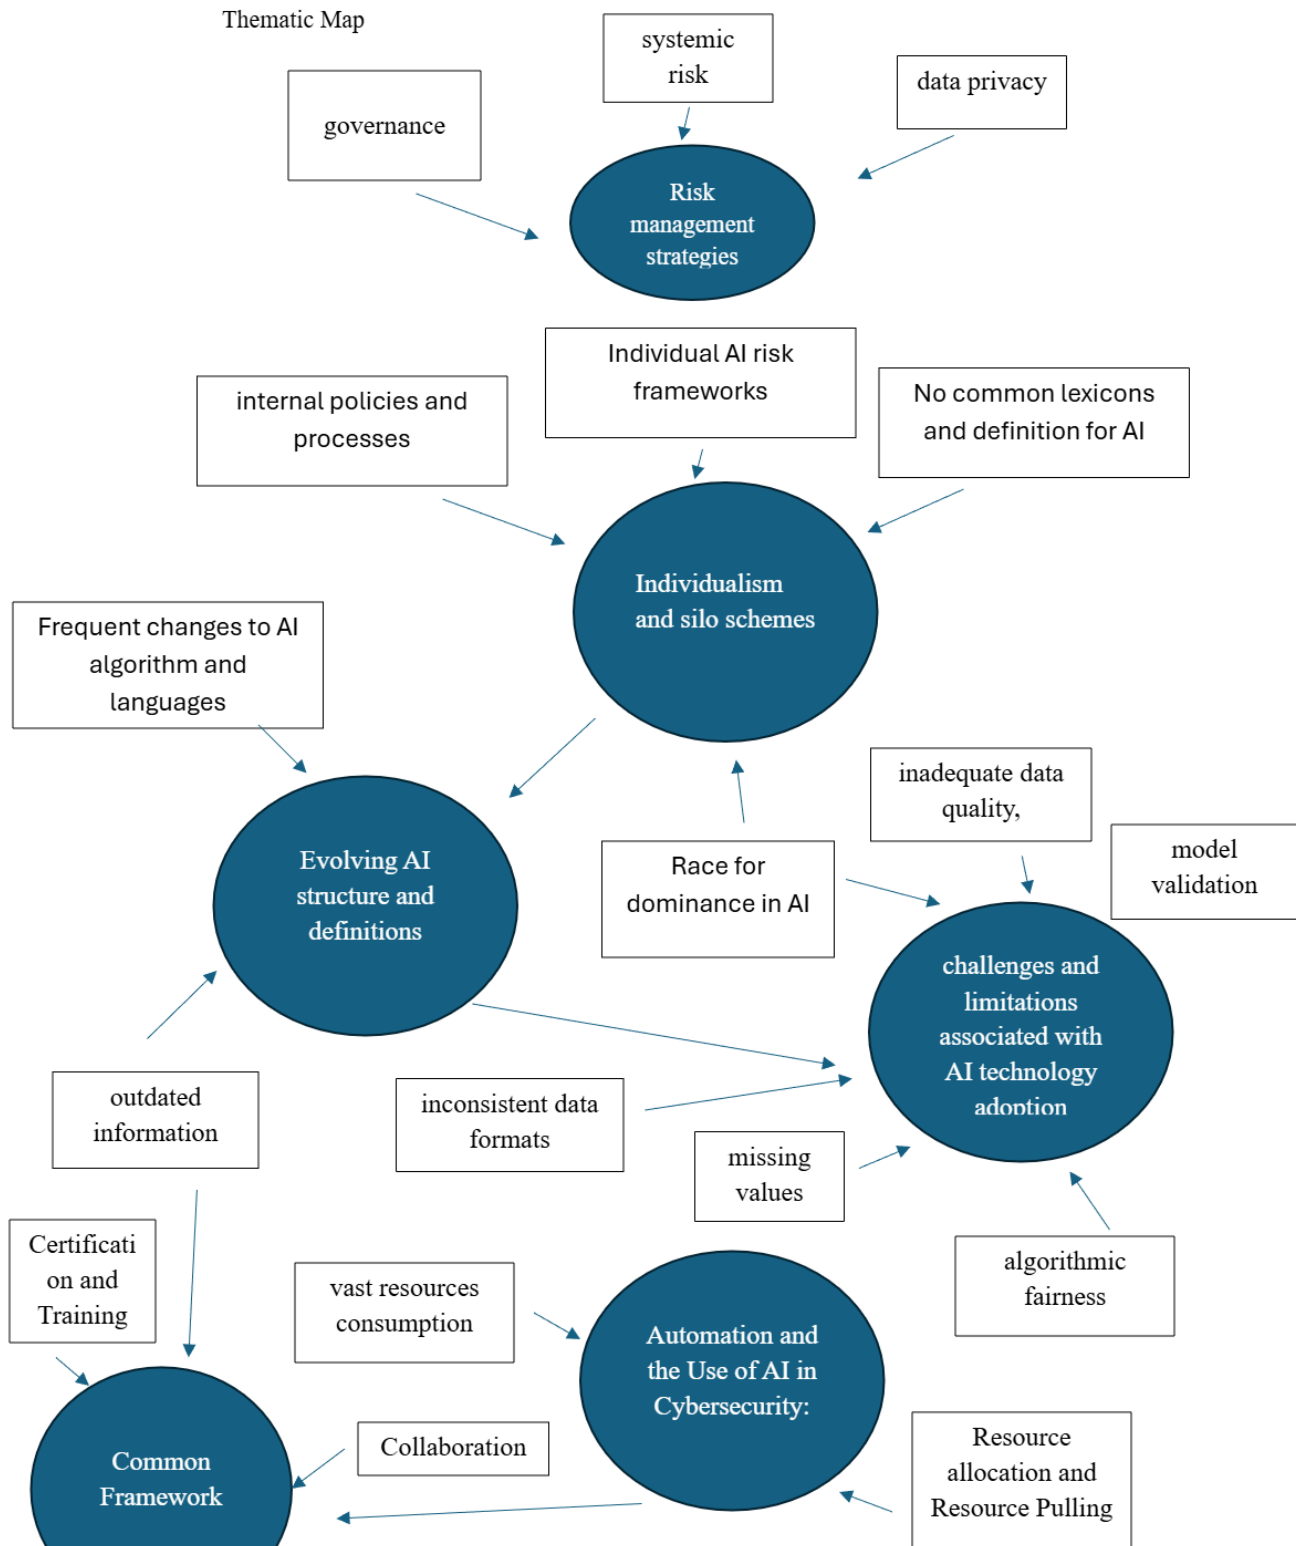 Thematic Map
systemic
risk
data privacy
governance
Risk
management
strategies
Individual AI risk
frameworks
internal policies and
processes
No common lexicons
and definition for AI
Individualism
and silo schemes
Frequent changes to AI
algorithm and
languages
inadequate data
quality,
model
validation
Race for
dominance in AI
Evolving AI
structure and
definitions
challenges and
limitations
associated with
AI technology
adoption
outdated
information
inconsistent data
formats
missing
values
Certificati
on and
Training
vast resources
consumption
algorithmic
fairness
Automation and
the Use of AI in
Cybersecurity:
Collaboration
Resource
allocation and
Resource Pulling
Common
Framework